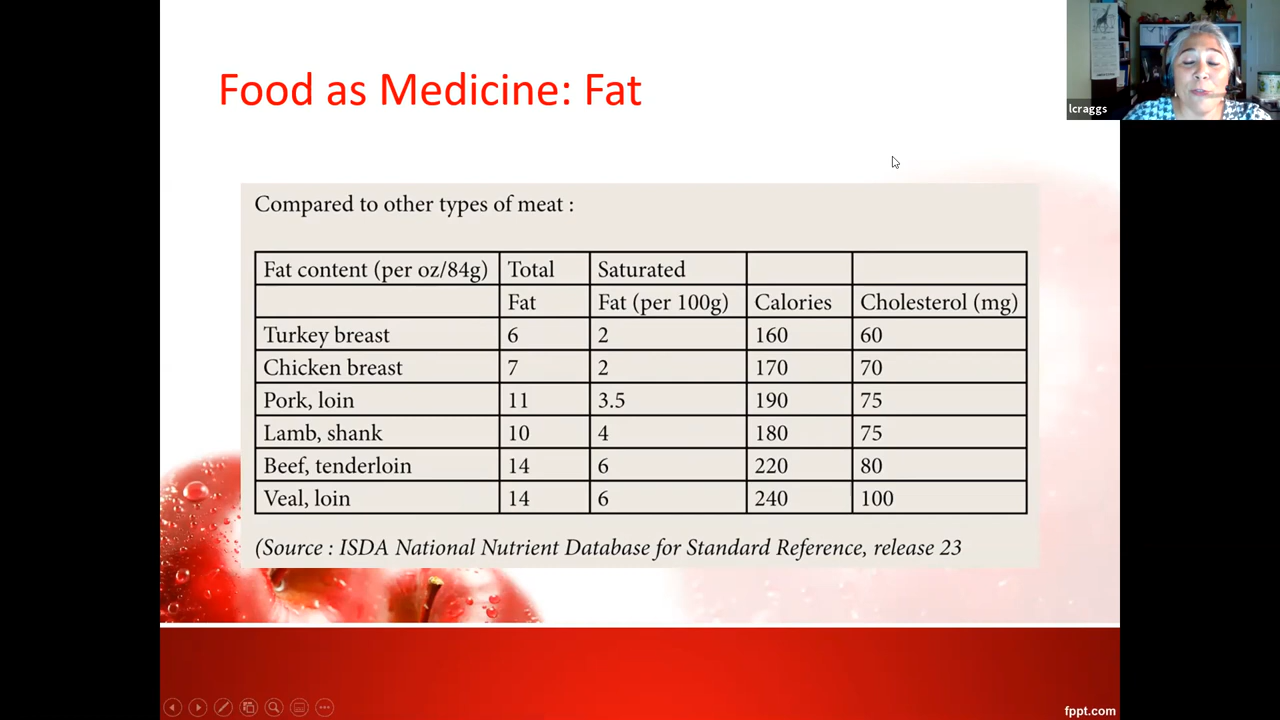 Food as Medicine: Fat
lcraggs
Compared to other types of meat :
Fat content (per oz/84g) Total Saturated
Fat Fat (per 100g) Calories Cholesterol (mg)
Turkey breast 6 2 160 60
Chicken breast 7 2 170 70
Pork, loin 11 3.5 190 75
Lamb, shank 10 4 180 75
Beef, tenderloin 14 6 220 80
Veal, loin 14 6 240 100
(Source : ISDA National Nutrient Database for Standard Reference, release 23
fppt.com